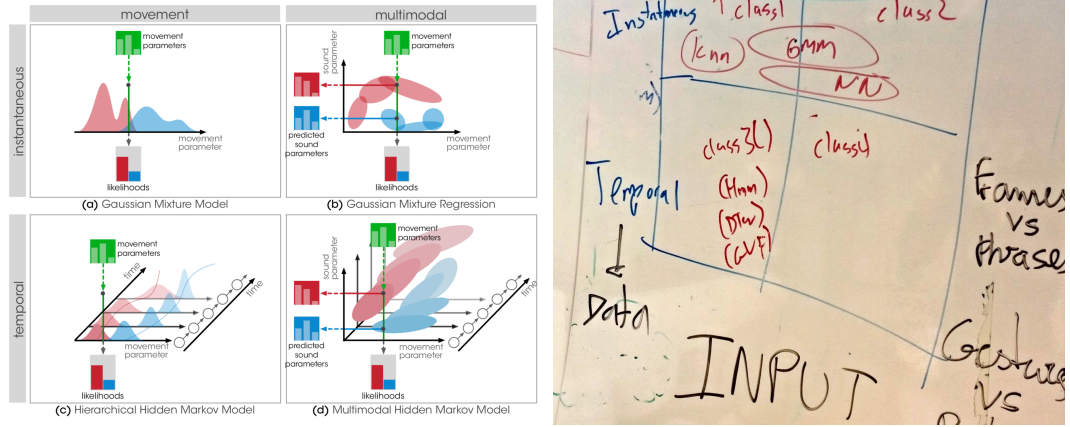 movement
multimodal
instantaneous
temporal
movement
parameters
movement
parameter
likelihoods
(a) Gaussian Mixture Model
movement
parameters
sound
parameter
predicted
sound
parameters
movement
parameter
likelihoods
(b) Gaussian Mixture Regression
movement
parameters
time
time
movement
parameter
likelihoods
(c) Hierarchical Hidden Markov Model
movement
parameters
sound
parameter
predicted
sound
parameters
time
movement
parameter
likelihoods
(d) Multimodal Hidden Markov Model
class1
class2
(knn)
GMM
NN
class3()
class4
Temporal
(Hmm)
(DTW)
(GVF)
Data
INPUT
vs
Phrases
vs